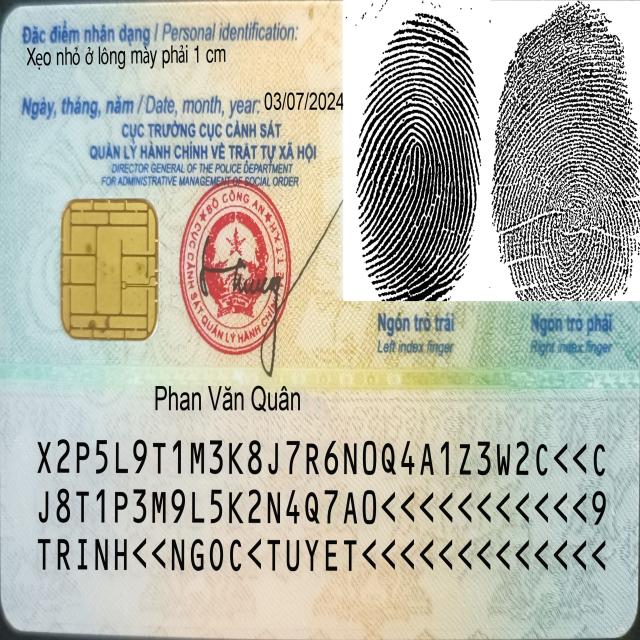 Đặc điểm nhân dạng / Personal identification:
Xẹo nhỏ ở lông mày phải 1 cm
Ngày, tháng, năm / Date, month, year: 03/07/2024
CỤC TRƯỞNG CỤC CẢNH SÁT
QUẢN LÝ HÀNH CHÍNH VỀ TRẬT TỰ XÃ HỘI
DIRECTOR GENERAL OF THE POLICE DEPARTMENT
FOR ADMINISTRATIVE MANAGEMENT OF SOCIAL ORDER
BỘ CÔNG AN
CỤC CẢNH SÁT QUẢN LÝ HÀNH CHÍNH
Ngón trỏ trái
Left index finger
Ngón trỏ phải
Right index finger
Phan Văn Quân
X2P5L9T1M3K8J7R6N0Q4A1Z3W2C<<C
J8T1P3M9L5K2N4Q7A0<<<<<<<<<<<9
TRINH<<NGOC<TUYET<<<<<<<<<<<<<